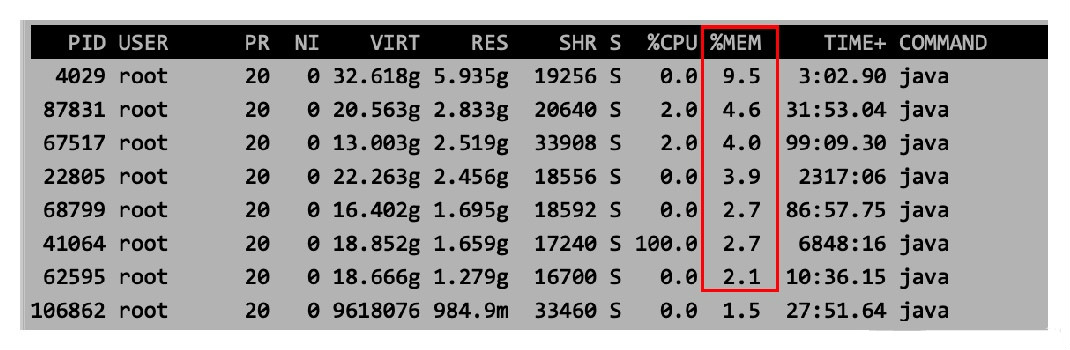 PID USER PR NI VIRT RES SHR S %CPU %MEM TIME+ COMMAND
4029 root 20 0 32.618g 5.935g 19256 S 0.0 9.5 3:02.90 java
87831 root 20 0 20.563g 2.833g 20640 S 2.0 4.6 31:53.04 java
67517 root 20 0 13.003g 2.519g 33908 S 2.0 4.0 99:09.30 java
22805 root 20 0 22.263g 2.456g 18556 S 0.0 3.9 2317:06 java
68799 root 20 0 16.402g 1.695g 18592 S 0.0 2.7 86:57.75 java
41064 root 20 0 18.852g 1.659g 17240 S 100.0 2.7 6848:16 java
62595 root 20 0 18.666g 1.279g 16700 S 0.0 2.1 10:36.15 java
106862 root 20 0 9618076 984.9m 33460 S 0.0 1.5 27:51.64 java